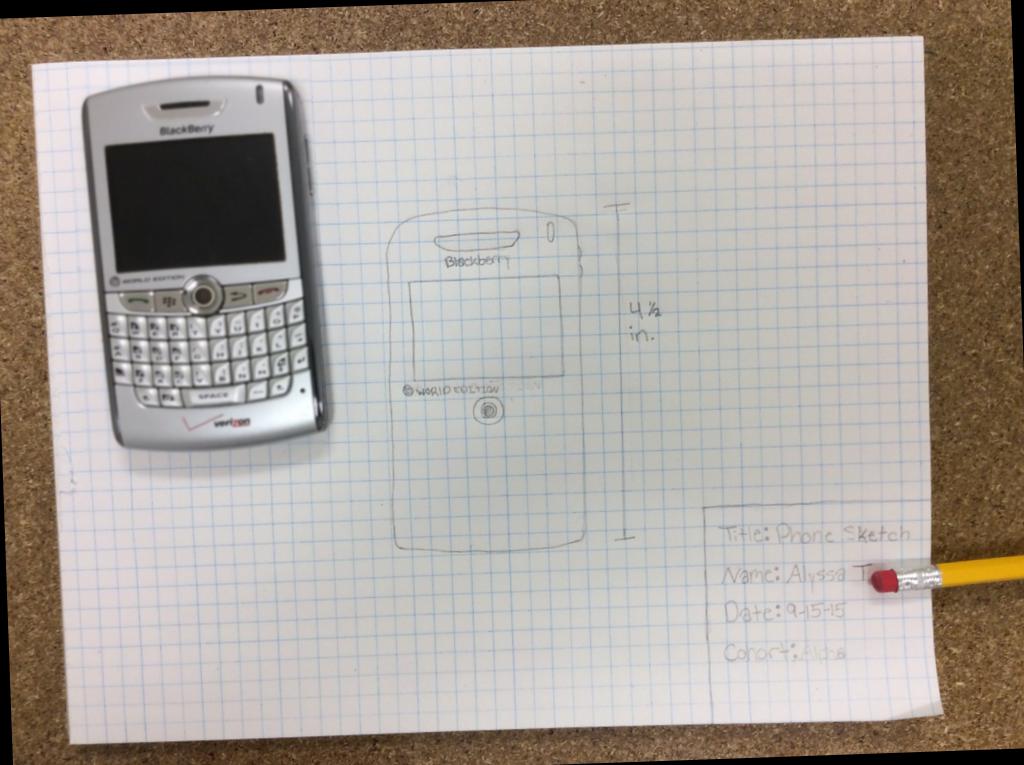 BlackBerry
WORLD EDITION
SPACE
verizon
Blackberry
WORLD EDITION
4 ½
in.
Title: Phone Sketch
Name: Alyssa T
Date: 9-15-15
Cohort: Alpha